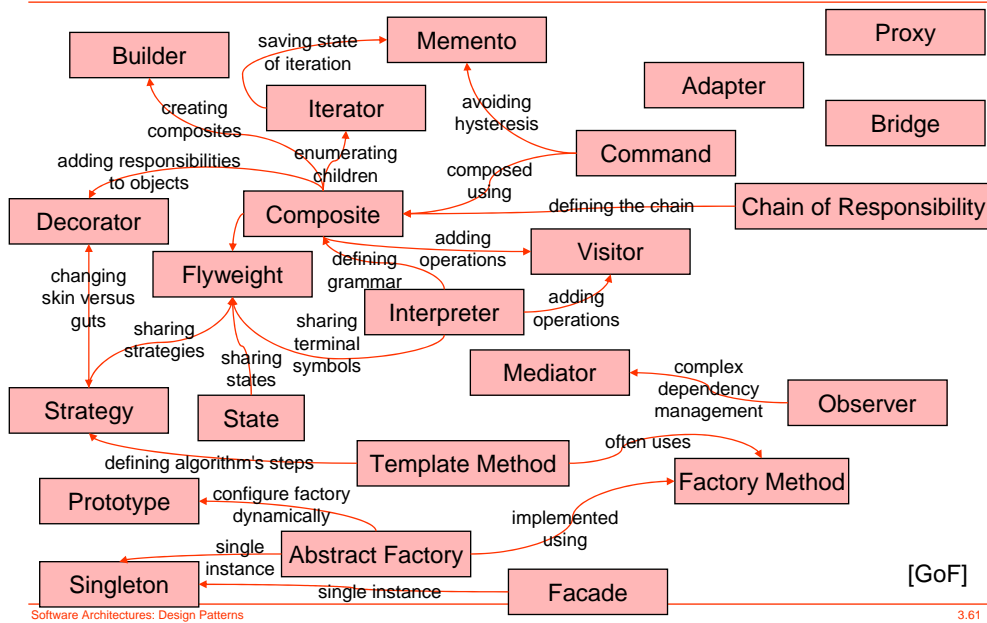 Proxy
Memento
saving state
of iteration
Builder
Adapter
Iterator
creating
composites
avoiding
hysteresis
Bridge
Command
enumerating
children
adding responsibilities
to objects
composed
using
Decorator
Composite
defining the chain
Chain of Responsibility
adding
operations
Visitor
defining
grammar
Flyweight
changing
skin versus
guts
Interpreter
adding
operations
sharing
strategies
sharing
terminal
symbols
sharing
states
Mediator
complex
dependency
management
Observer
Strategy
State
often uses
defining algorithm's steps
Template Method
Factory Method
Prototype
configure factory
dynamically
implemented
using
single
instance
Abstract Factory
Singleton
single instance
Facade
[GoF]
Software Architectures: Design Patterns
3.61